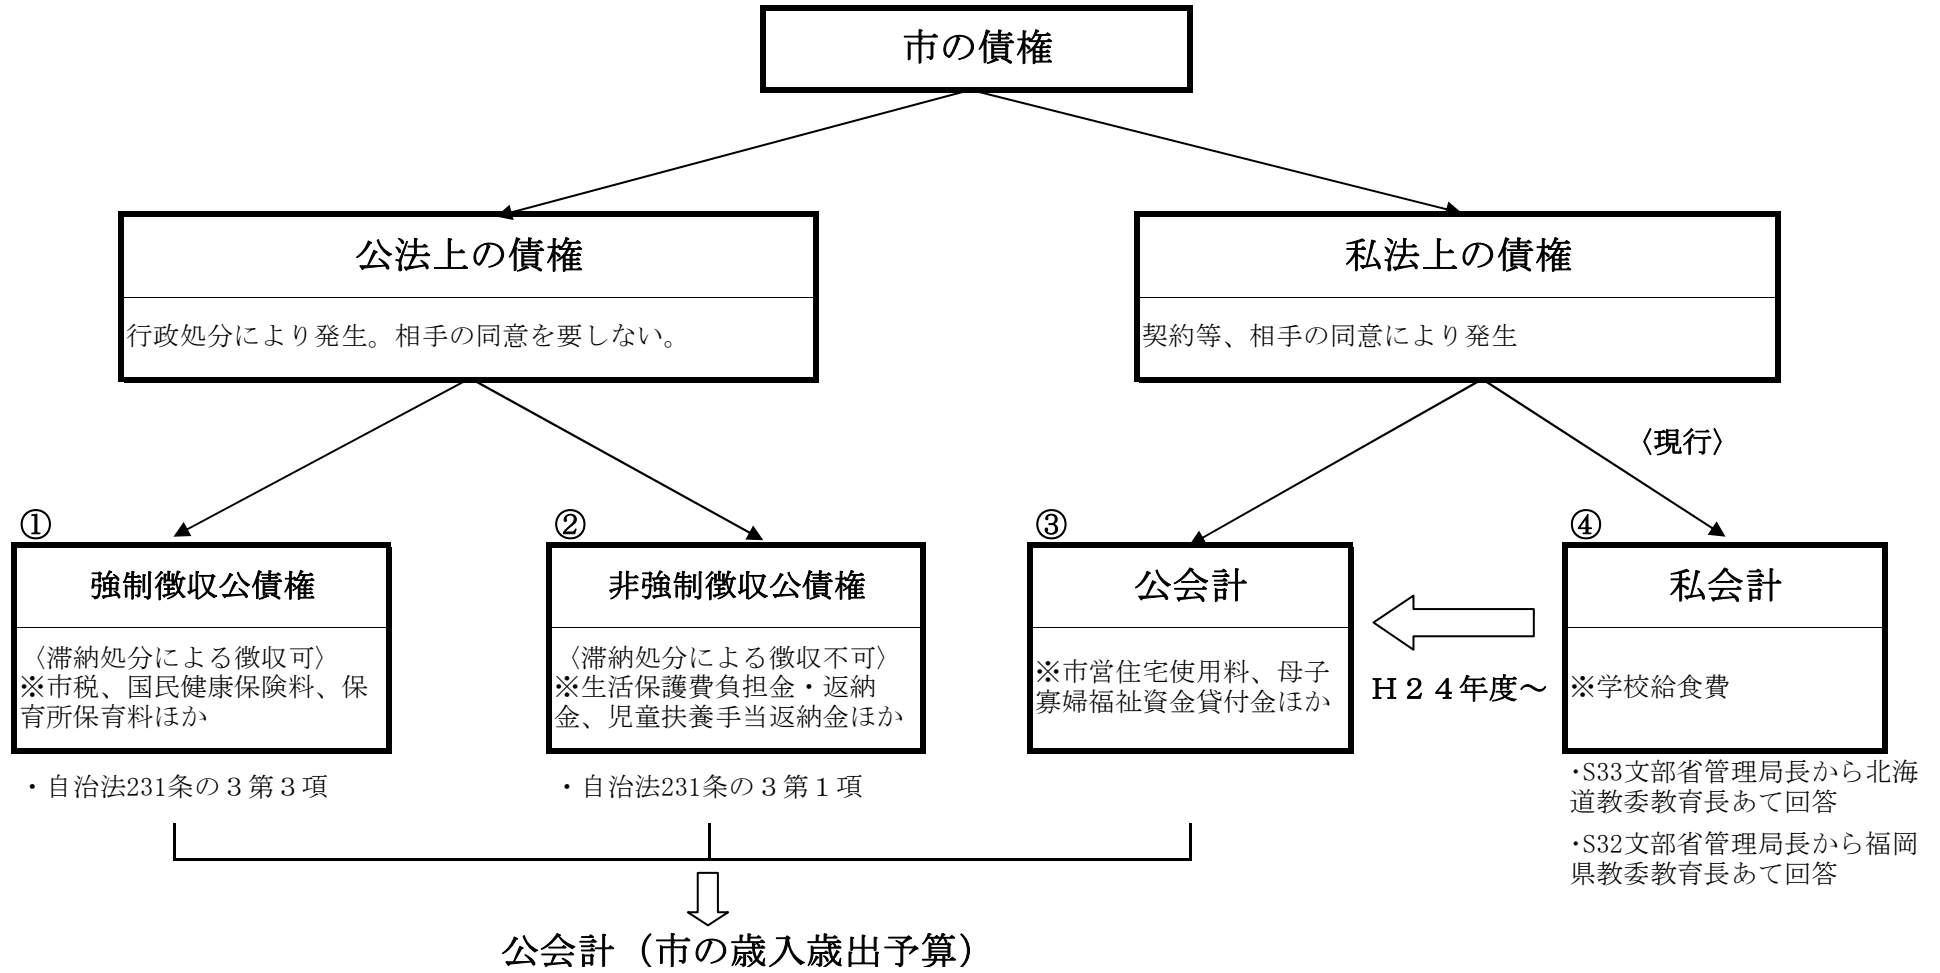 市の債権
公法上の債権
行政処分により発生。相手の同意を要しない。
私法上の債権
契約等、相手の同意により発生
〈現行〉
①
強制徴収公債権
〈滞納処分による徴収可〉
※市税、国民健康保険料、保
育所保育料ほか
・自治法231条の３第３項
②
非強制徴収公債権
〈滞納処分による徴収不可〉
※生活保護費負担金・返納
金、児童扶養手当返納金ほか
・自治法231条の３第１項
③
公会計
※市営住宅使用料、母子
寡婦福祉資金貸付金ほか
Ｈ２４年度～
④
私会計
※学校給食費
・S33文部省管理局長から北海
道教委教育長あて回答
・S32文部省管理局長から福岡
県教委教育長あて回答
公会計（市の歳入歳出予算）